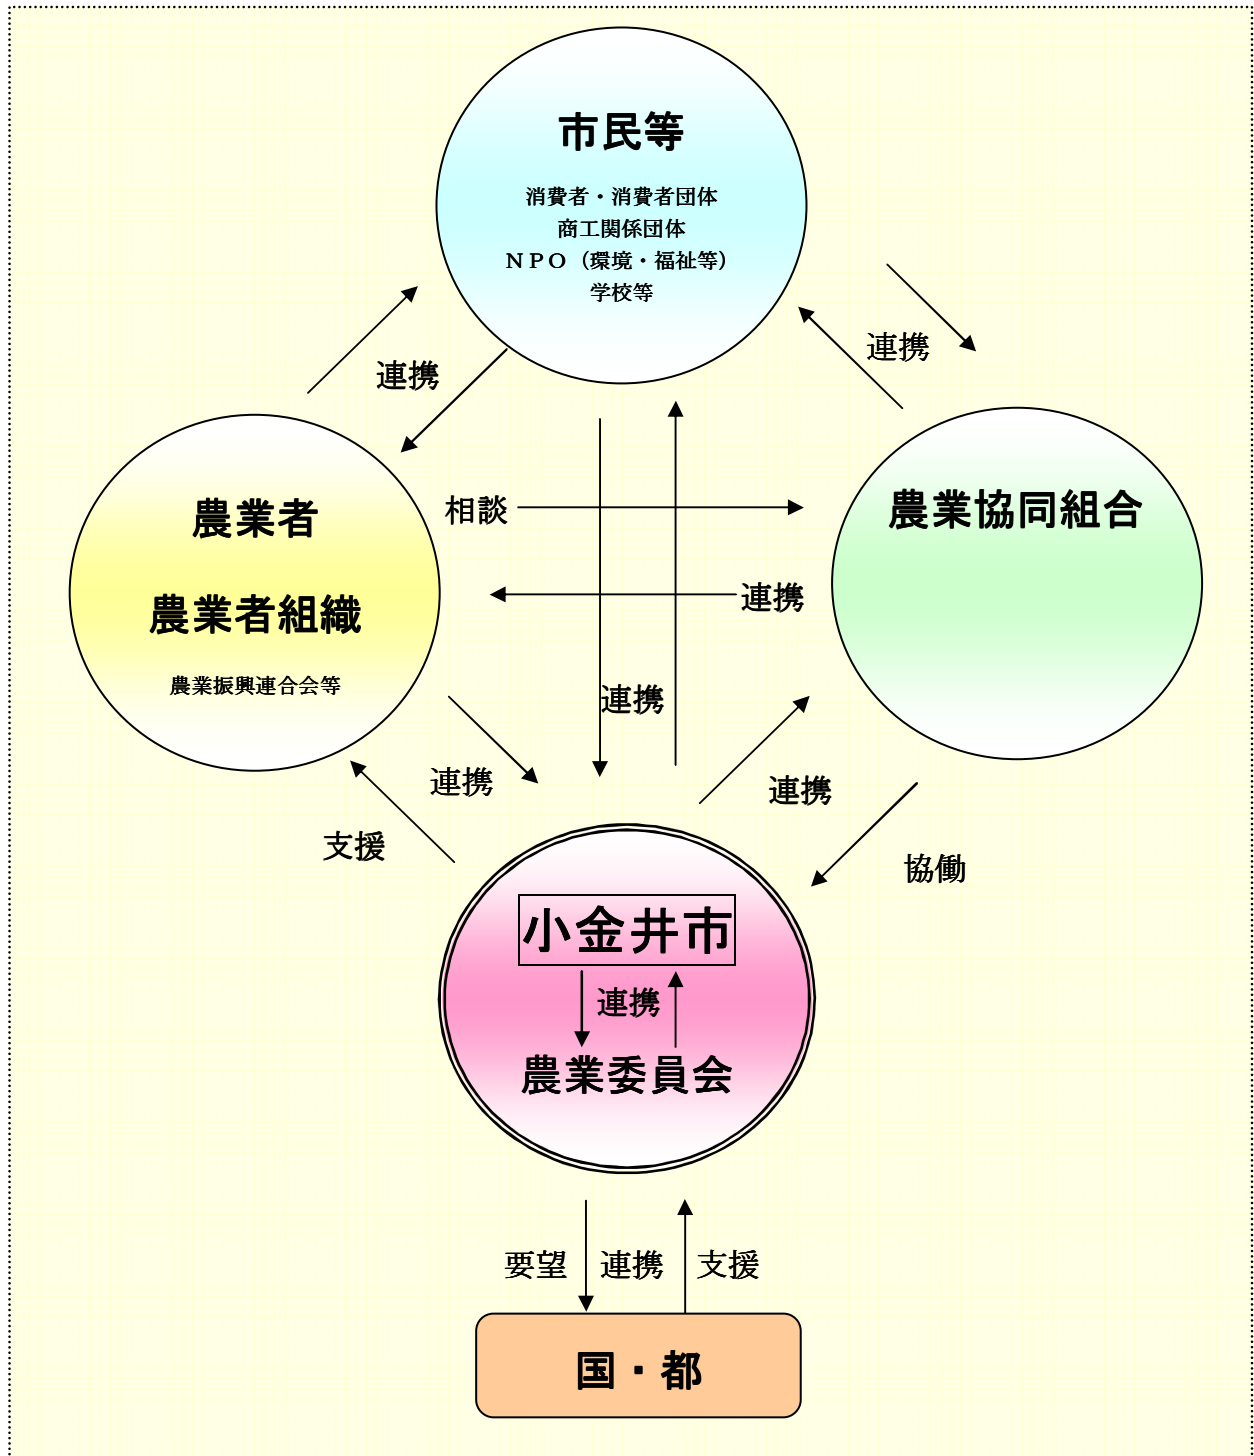 市民等
消費者・消費者団体
商工関係団体
ＮＰＯ（環境・福祉等）
学校等
連携
連携
農業者
農業者組織
農業振興連合会等
相談
農業協同組合
連携
連携
連携
支援
連携
協働
小金井市
連携
農業委員会
要望
連携
支援
国・都